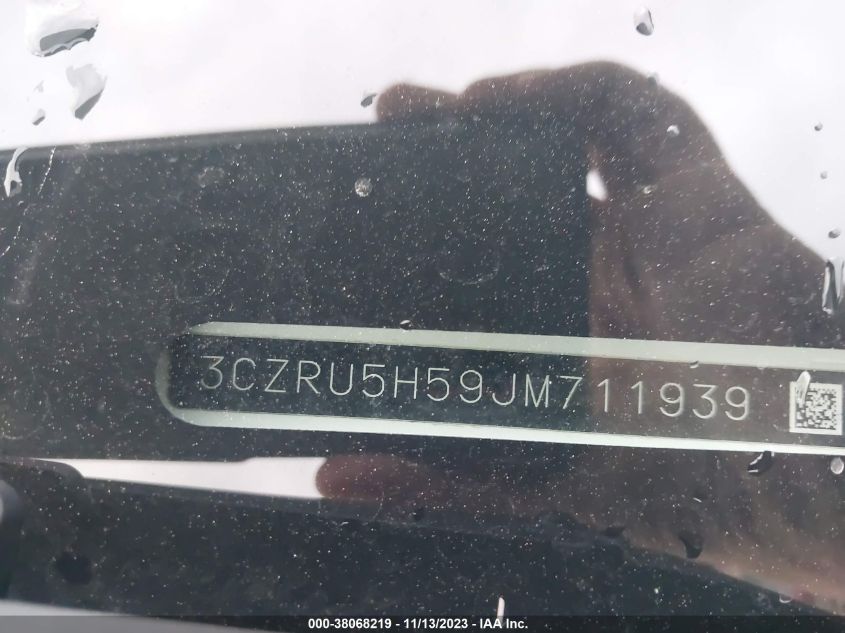 3CZRU5H59JM711939
000-38068219 - 11/13/2023 - IAA Inc.